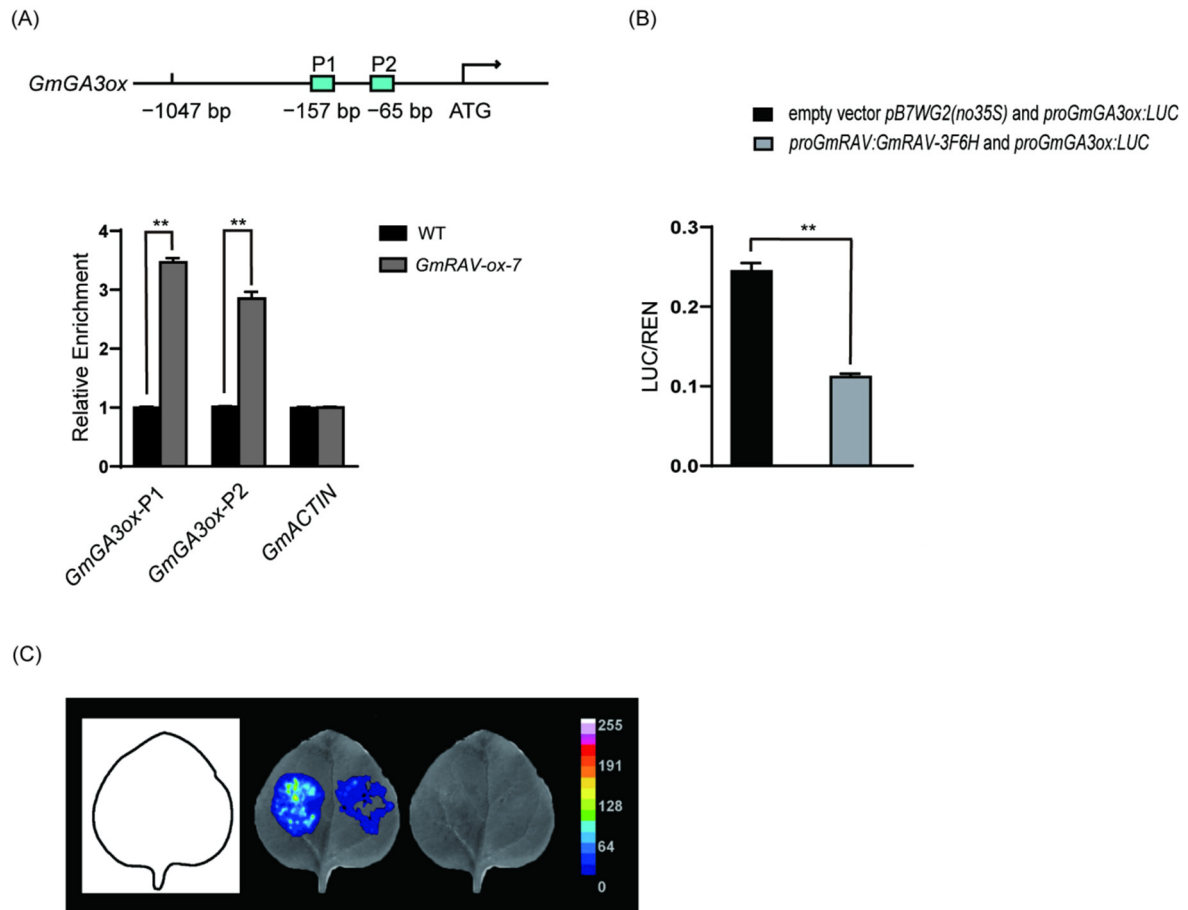 (A)
P1 P2
GmGA3ox
−1047 bp −157 bp −65 bp ATG
Relative Enrichment
4
3
2
1
0
** **
WT
GmRAV-ox-7
GmGA3ox-P1
GmGA3ox-P2
GmACTIN
(B)
empty vector pB7WG2(no35S) and proGmGA3ox:LUC
proGmRAV:GmRAV-3F6H and proGmGA3ox:LUC
LUC/REN
0.3
0.2
0.1
0.0
**
(C)
255
191
128
64
0